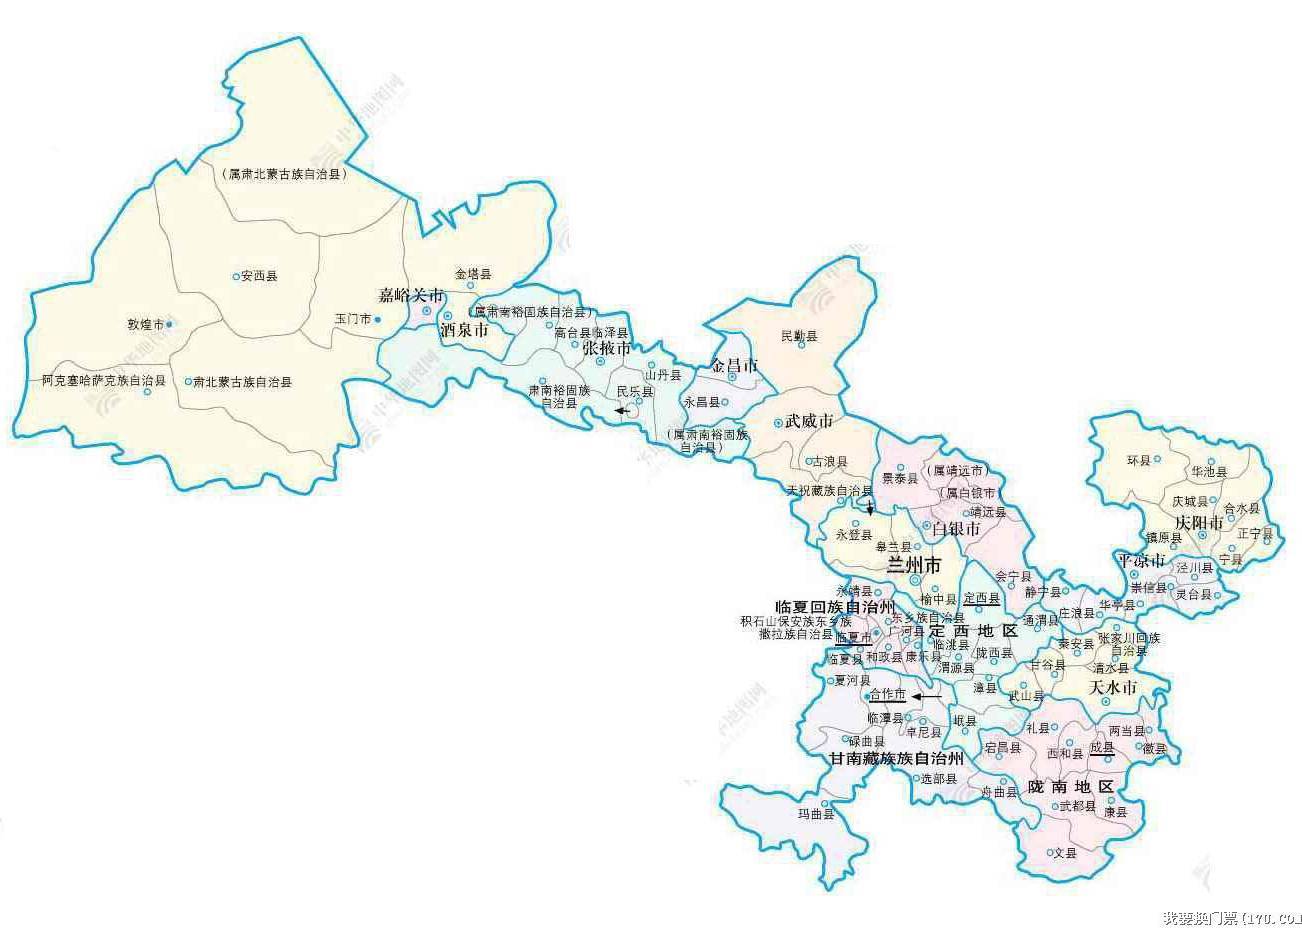 (属肃北蒙古族自治县)
安西县
金塔县
嘉峪关市
敦煌市
玉门市
酒泉市
(属肃南裕固族自治县)
高台县
临泽县
张掖市
阿克塞哈萨克族自治县
肃北蒙古族自治县
肃南裕固族
自治县
民乐县
山丹县
金昌市
永昌县
民勤县
(属肃南裕固族
自治县)
武威市
古浪县
天祝藏族自治县
景泰县
(属靖远市)
(属白银市)
靖远县
白银市
永登县
皋兰县
兰州市
榆中县
定西县
会宁县
静宁县
环县
华池县
庆城县
合水县
庆阳市
正宁县
镇原县
宁县
平凉市
泾川县
崇信县
灵台县
庄浪县
华亭县
永靖县
临夏回族自治州
积石山保安族东乡族
撒拉族自治县
临夏市
东乡族自治县
广河县
定西地区
通渭县
临洮县
陇西县
临夏县
和政县
康乐县
渭源县
秦安县
张家川回族
自治县
甘谷县
清水县
天水市
武山县
漳县
夏河县
合作市
临潭县
卓尼县
岷县
碌曲县
甘南藏族族自治州
迭部县
宕昌县
礼县
西和县
成县
两当县
徽县
舟曲县
陇南地区
武都县
康县
玛曲县
文县
我要换门票(17u.com